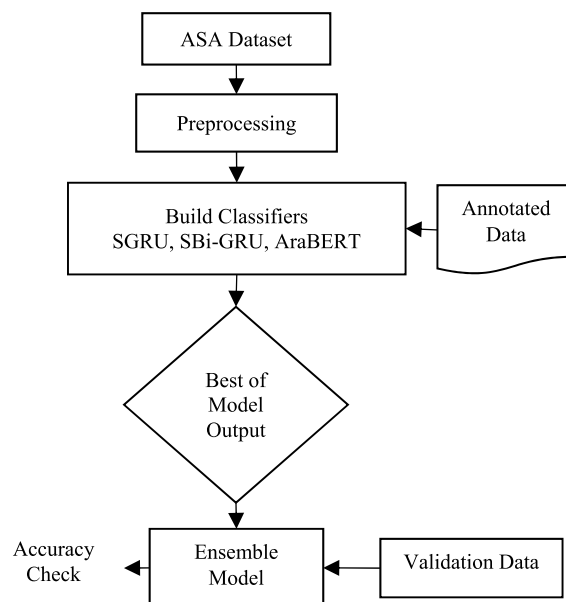 ASA Dataset
Preprocessing
Build Classifiers
SGRU, SBi-GRU, AraBERT
Annotated
Data
Best of
Model
Output
Accuracy
Check
Ensemble
Model
Validation Data